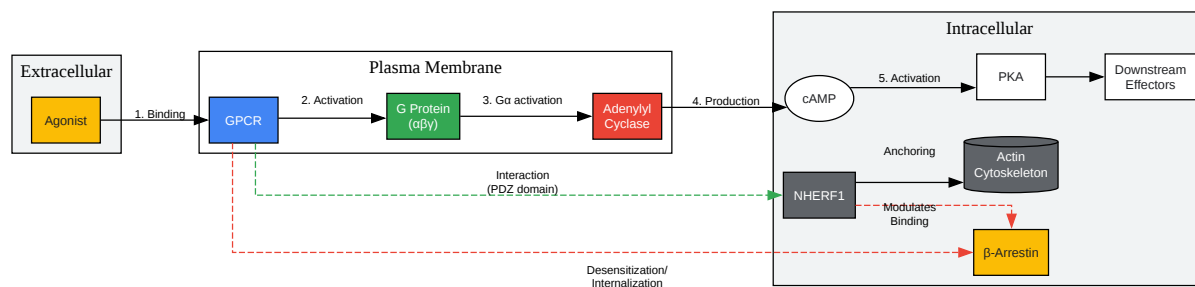 Extracellular
Agonist
1. Binding
Plasma Membrane
GPCR
2. Activation
G Protein
(αβγ)
3. Gα activation
Adenylyl
Cyclase
4. Production
Intracellular
cAMP
5. Activation
PKA
Downstream
Effectors
Interaction
(PDZ domain)
NHERF1
Anchoring
Actin
Cytoskeleton
Modulates
Binding
β-Arrestin
Desensitization/
Internalization